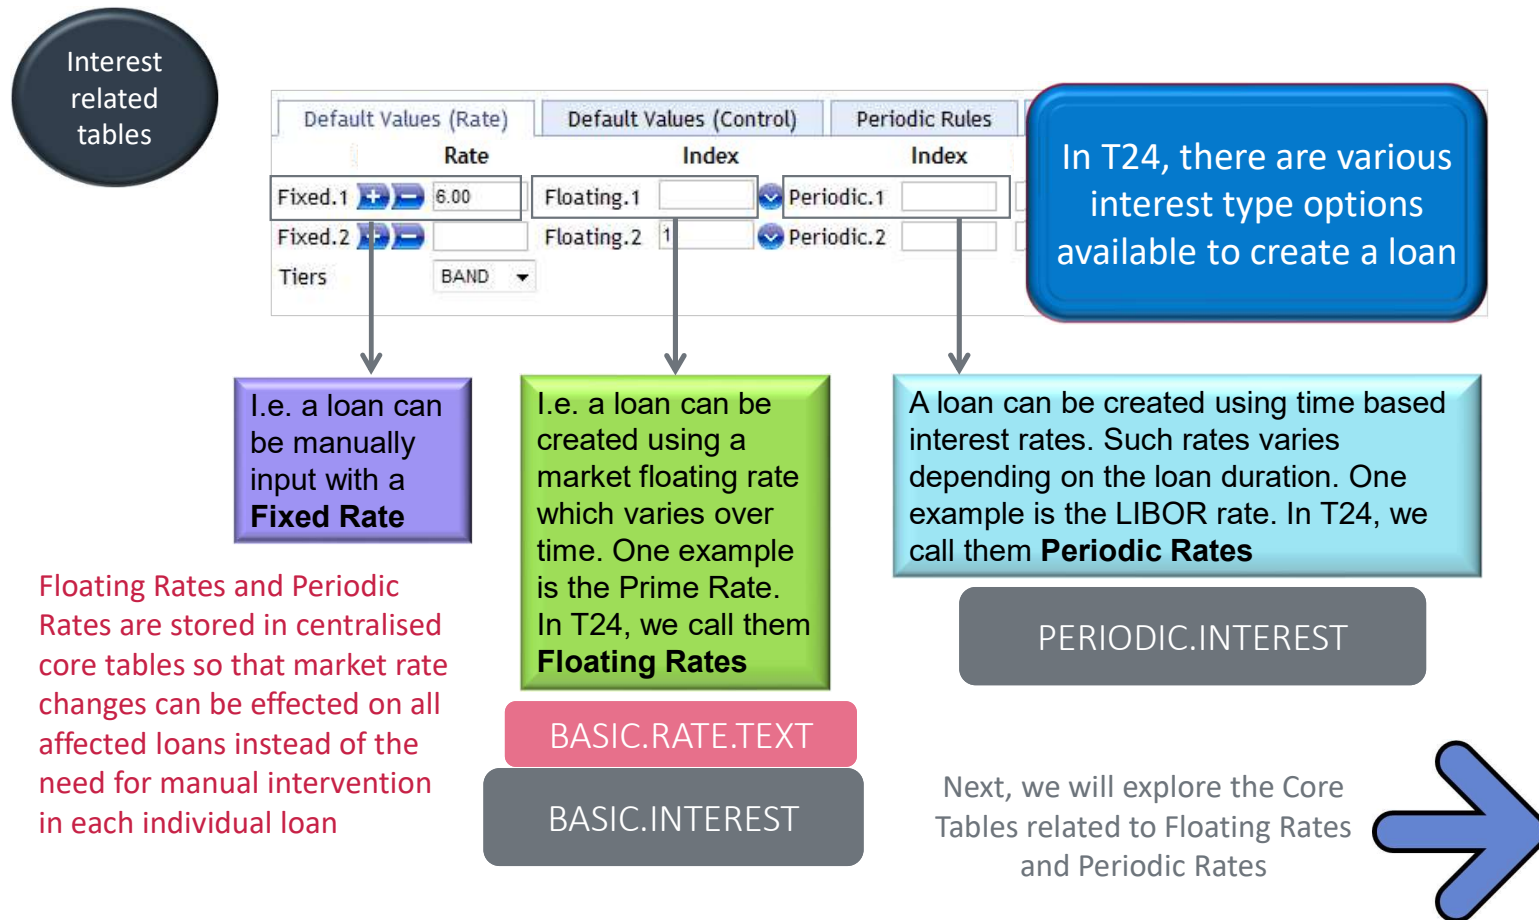 Interest
related
tables
Default Values (Rate)
Default Values (Control)
Periodic Rules
Rate
Index
Index
Fixed.1
6.00
Floating.1
Periodic.1
Fixed.2
Floating.2
1
Periodic.2
Tiers
BAND
In T24, there are various
interest type options
available to create a loan
I.e. a loan can
be manually
input with a
Fixed Rate
I.e. a loan can be
created using a
market floating rate
which varies over
time. One example
is the Prime Rate.
In T24, we call them
Floating Rates
A loan can be created using time based
interest rates. Such rates varies
depending on the loan duration. One
example is the LIBOR rate. In T24, we
call them Periodic Rates
Floating Rates and Periodic
Rates are stored in centralised
core tables so that market rate
changes can be effected on all
affected loans instead of the
need for manual intervention
in each individual loan
BASIC.RATE.TEXT
BASIC.INTEREST
PERIODIC.INTEREST
Next, we will explore the Core
Tables related to Floating Rates
and Periodic Rates